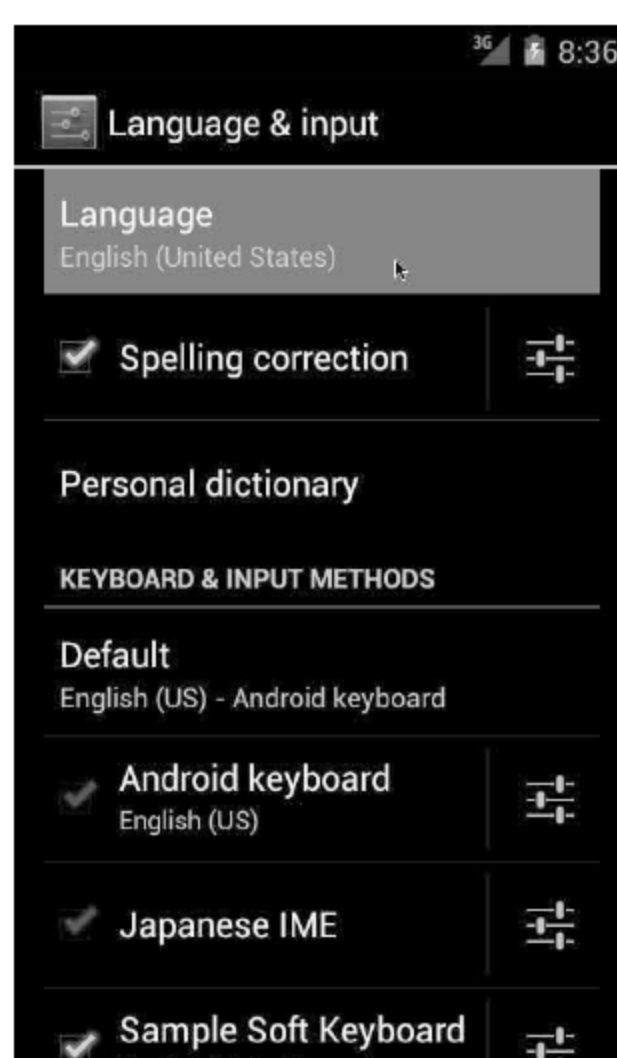 3G 8:36
Language & input
Language
English (United States)
Spelling correction
Personal dictionary
KEYBOARD & INPUT METHODS
Default
English (US) - Android keyboard
Android keyboard
English (US)
Japanese IME
Sample Soft Keyboard